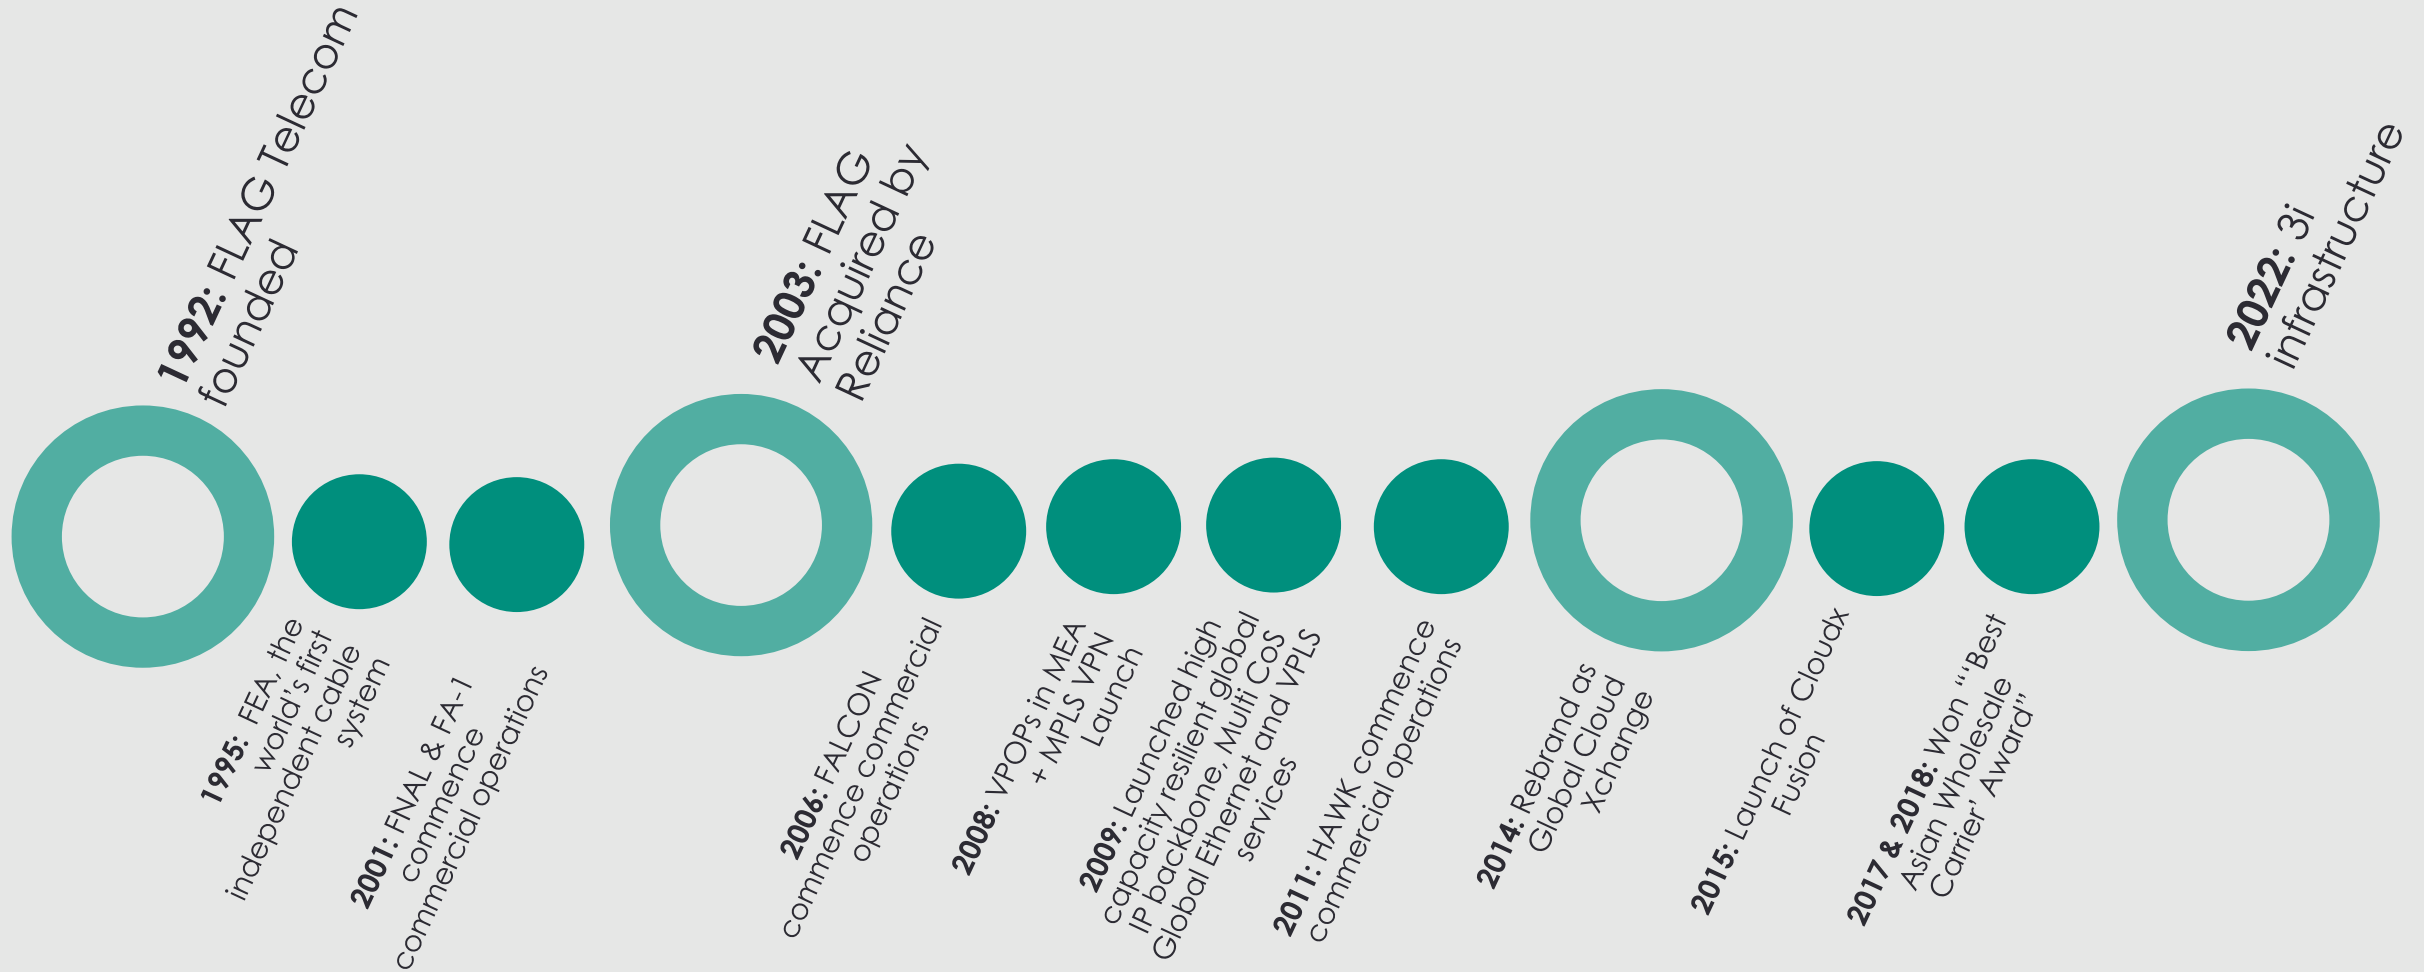 1992: FLAG Telecom
founded
1995: FEA, the
world's first
independent cable
system
2001: FNAL & FA-1
commence
commercial operations
2003: FLAG
Acquired by
Reliance
2006: FALCON
commence commercial
operations
2008: VPOPs in MEA
+ MPLS VPN
Launch
2009: Launched high
capacity resilient global
IP backbone, Multi CoS
Global Ethernet and VPLS
services
2011: HAWK commence
commercial operations
2014: Rebrand as
Global Cloud
Xchange
2015: Launch of Cloudx
Fusion
2017 & 2018: Won “‘Best
Asian Wholesale
Carrier’ Award”
2022: 3i
infrastructure